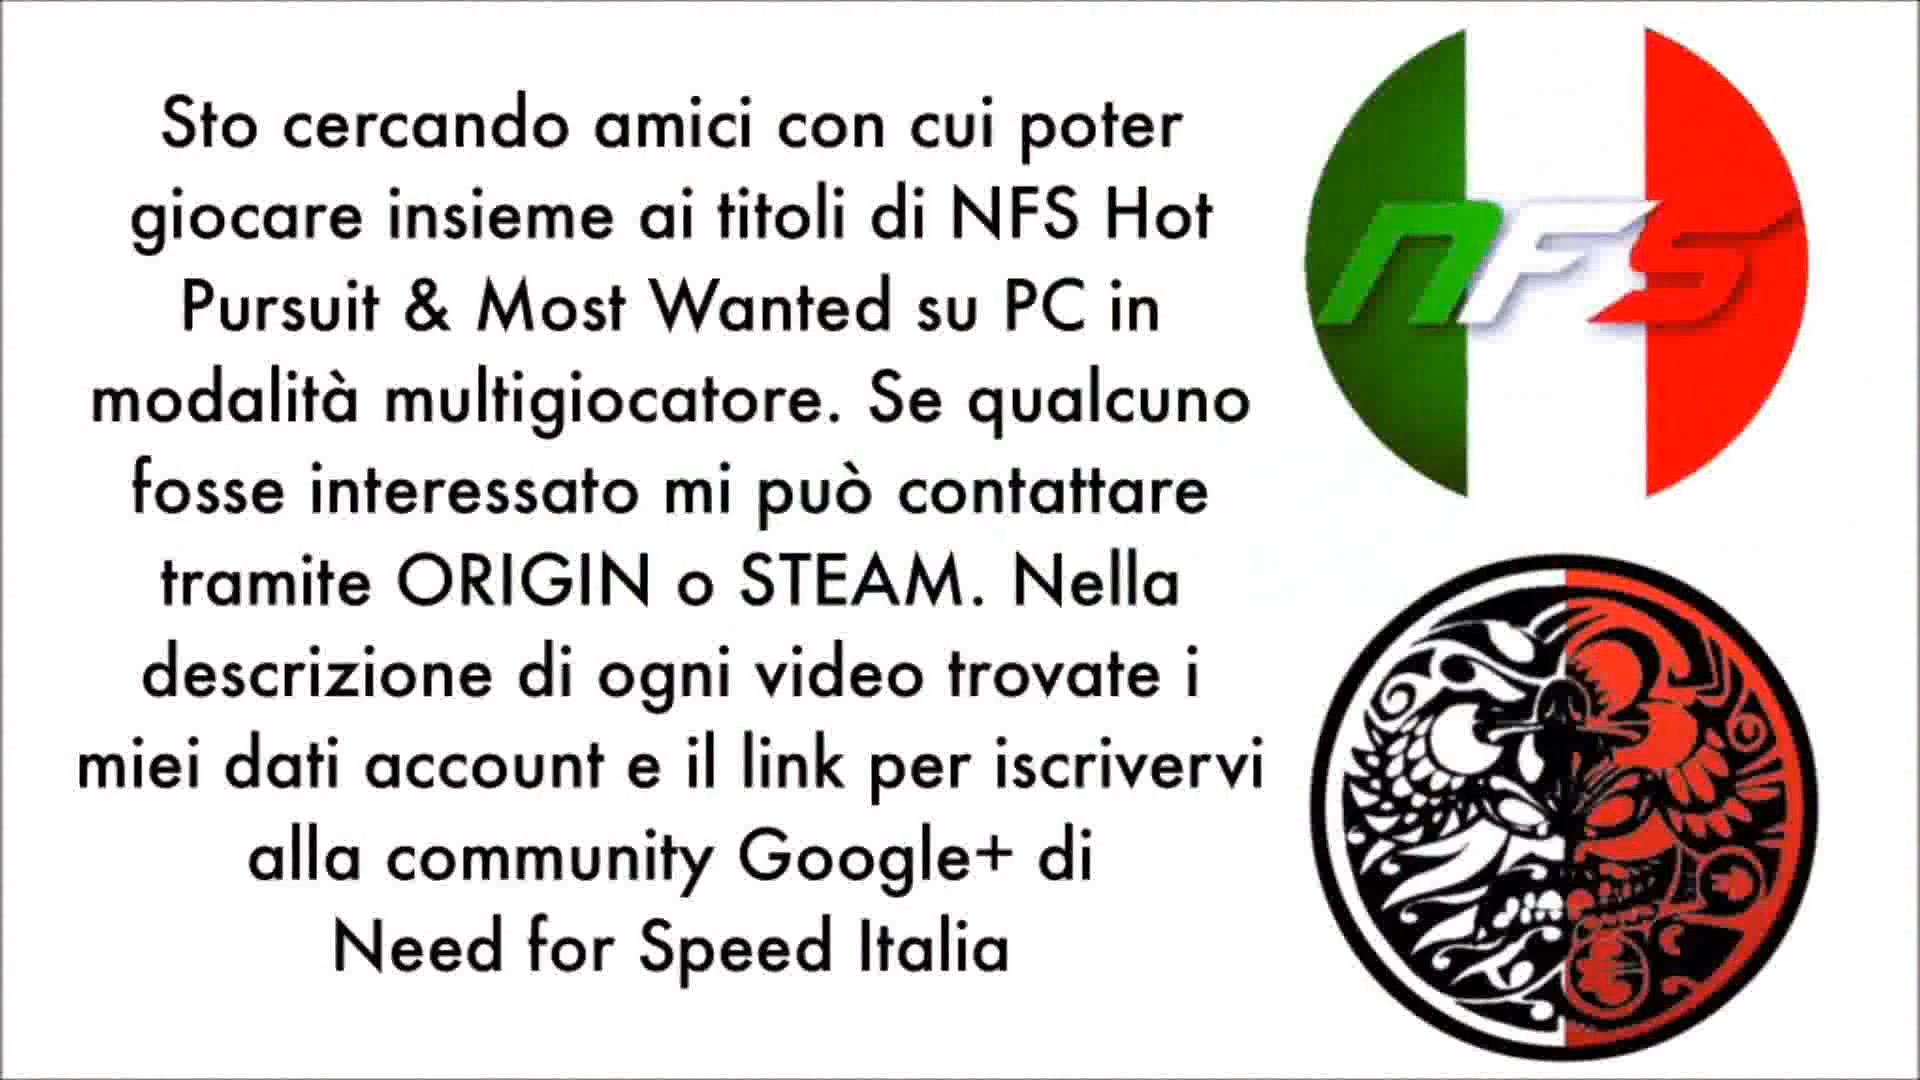 Sto cercando amici con cui poter
giocare insieme ai titoli di NFS Hot
Pursuit & Most Wanted su PC in
modalità multigiocatore. Se qualcuno
fosse interessato mi può contattare
tramite ORIGIN o STEAM. Nella
descrizione di ogni video trovate i
miei dati account e il link per iscrivervi
alla community Google+ di
Need for Speed Italia
nFS